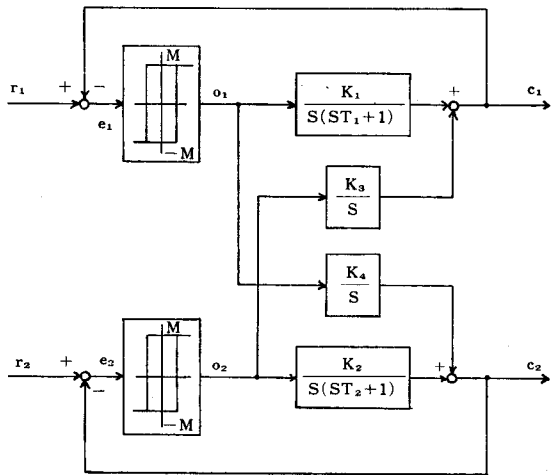 M
r₁ + − o₁ K₁ + c₁
S(ST₁+1)
e₁
−M
K₃
S
K₄
S
M
r₂ + e₂ o₂ K₂ + c₂
− S(ST₂+1)
−M
+